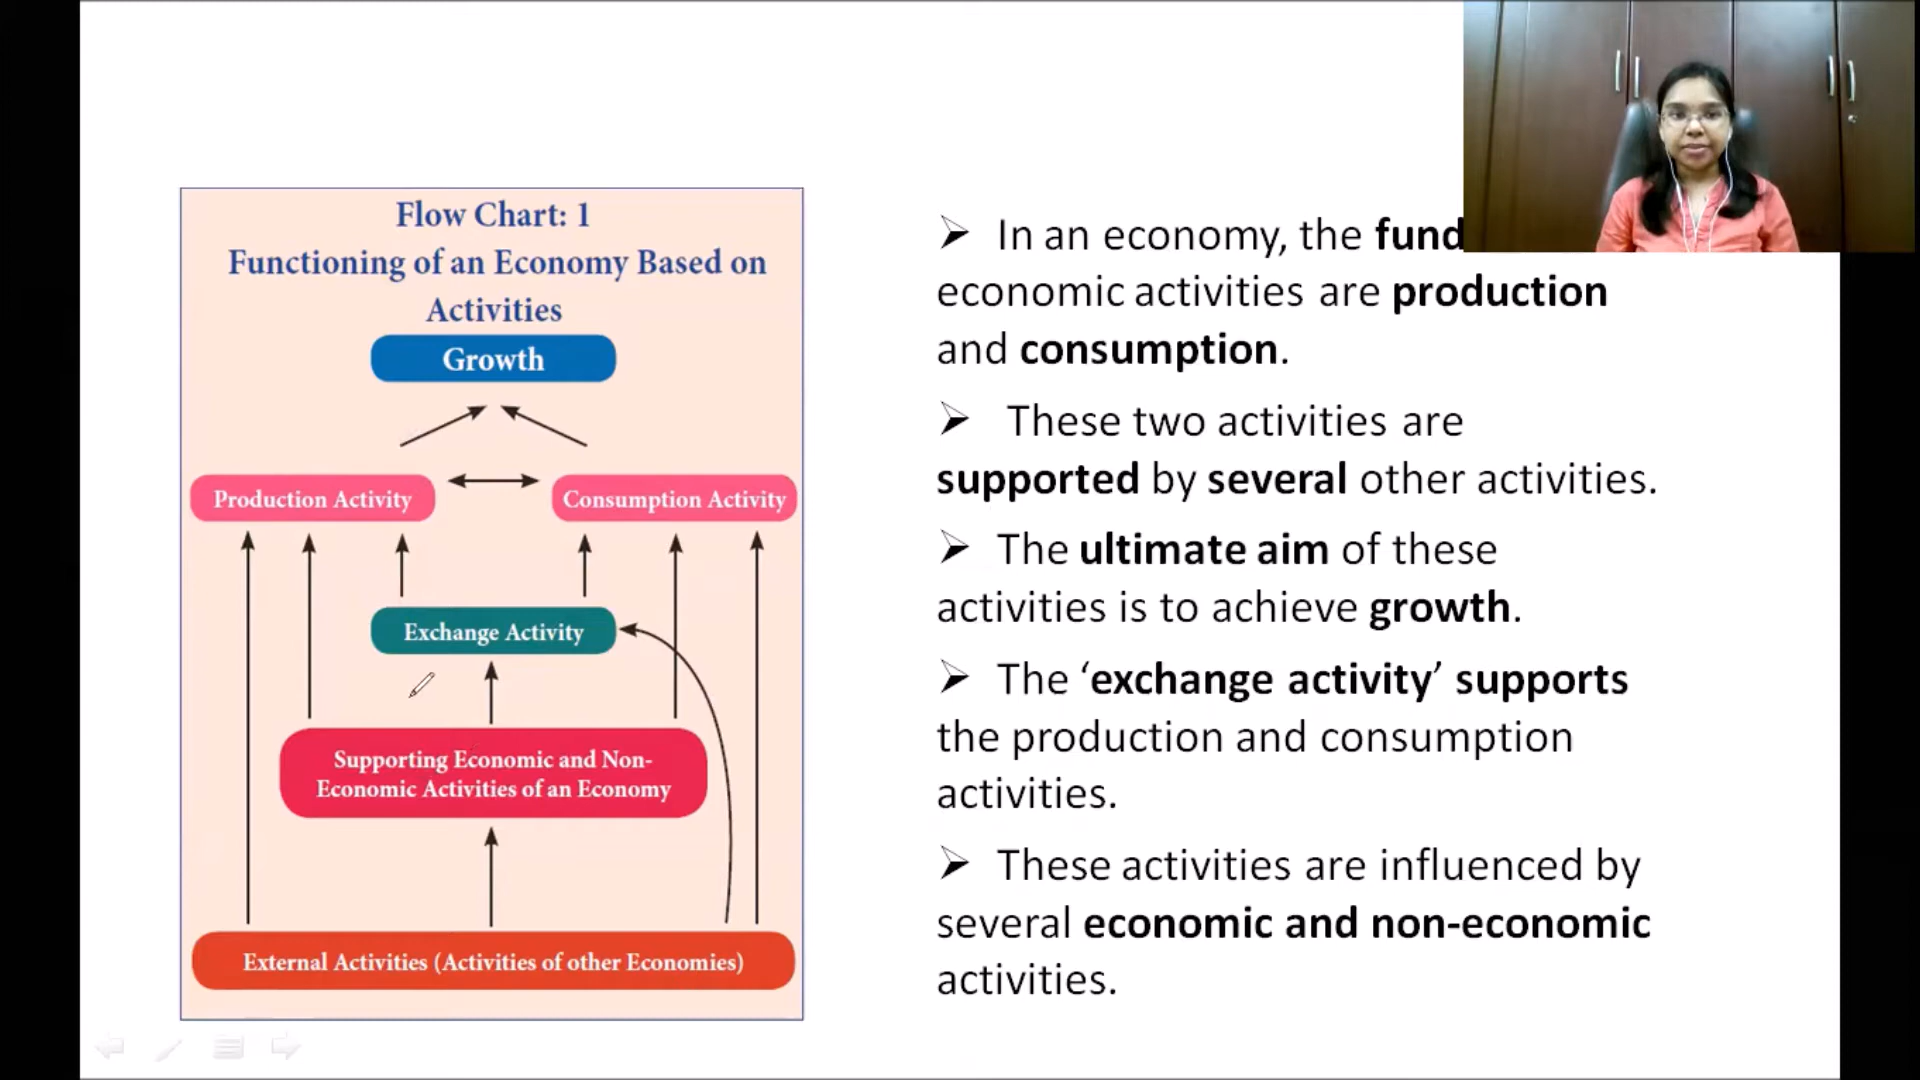 Flow Chart: 1
Functioning of an Economy Based on
Activities
Growth
Production Activity
Consumption Activity
Exchange Activity
Supporting Economic and Non-
Economic Activities of an Economy
External Activities (Activities of other Economies)
➢ In an economy, the fund
economic activities are production
and consumption.
➢ These two activities are
supported by several other activities.
➢ The ultimate aim of these
activities is to achieve growth.
➢ The ‘exchange activity’ supports
the production and consumption
activities.
➢ These activities are influenced by
several economic and non-economic
activities.